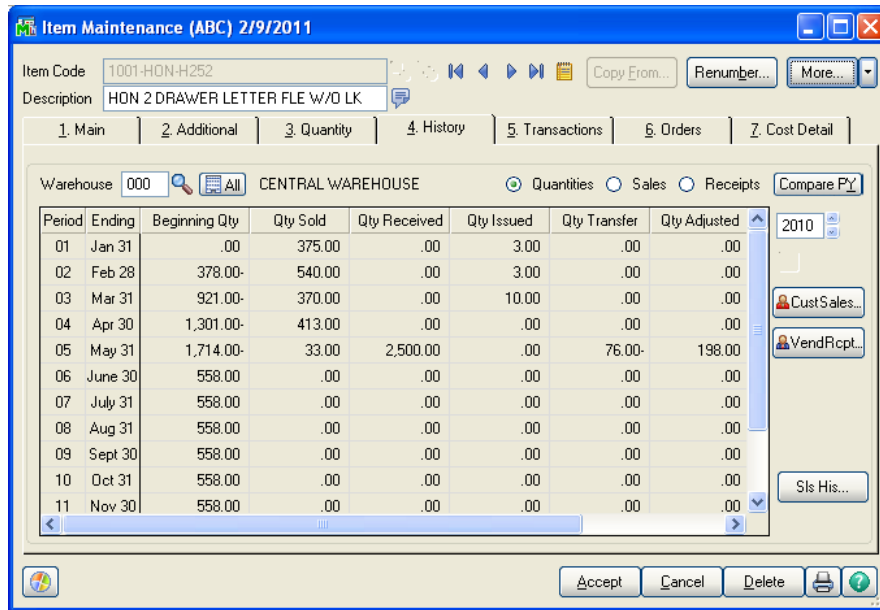 Item Maintenance (ABC) 2/9/2011
Item Code 1001-HON-H252 Copy From... Renumber... More...
Description HON 2 DRAWER LETTER FLE W/O LK
1. Main 2. Additional 3. Quantity 4. History 5. Transactions 6. Orders 7. Cost Detail
Warehouse 000 All CENTRAL WAREHOUSE Quantities Sales Receipts Compare PY
Period Ending Beginning Qty Qty Sold Qty Received Qty Issued Qty Transfer Qty Adjusted 2010
01 Jan 31 .00 375.00 .00 3.00 .00 .00
02 Feb 28 378.00- 540.00 .00 3.00 .00 .00
03 Mar 31 921.00- 370.00 .00 10.00 .00 .00
CustSales...
04 Apr 30 1,301.00- 413.00 .00 .00 .00 .00
05 May 31 1,714.00- 33.00 2,500.00 .00 76.00- 198.00
VendRcpt...
06 June 30 558.00 .00 .00 .00 .00 .00
07 July 31 558.00 .00 .00 .00 .00 .00
08 Aug 31 558.00 .00 .00 .00 .00 .00
09 Sept 30 558.00 .00 .00 .00 .00 .00
10 Oct 31 558.00 .00 .00 .00 .00 .00
Sls His...
11 Nov 30 558.00 .00 .00 .00 .00 .00
Accept Cancel Delete